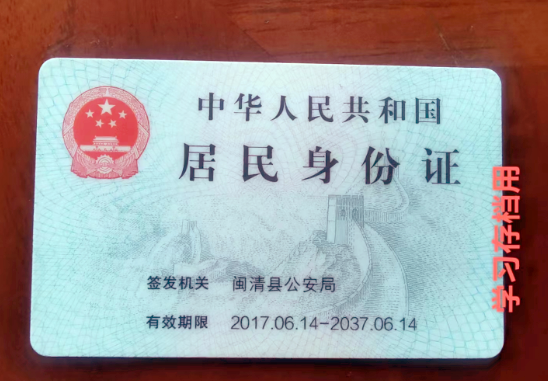 中华人民共和国
居民身份证
签发机关 闽清县公安局
有效期限 2017.06.14-2037.06.14
学习存档用